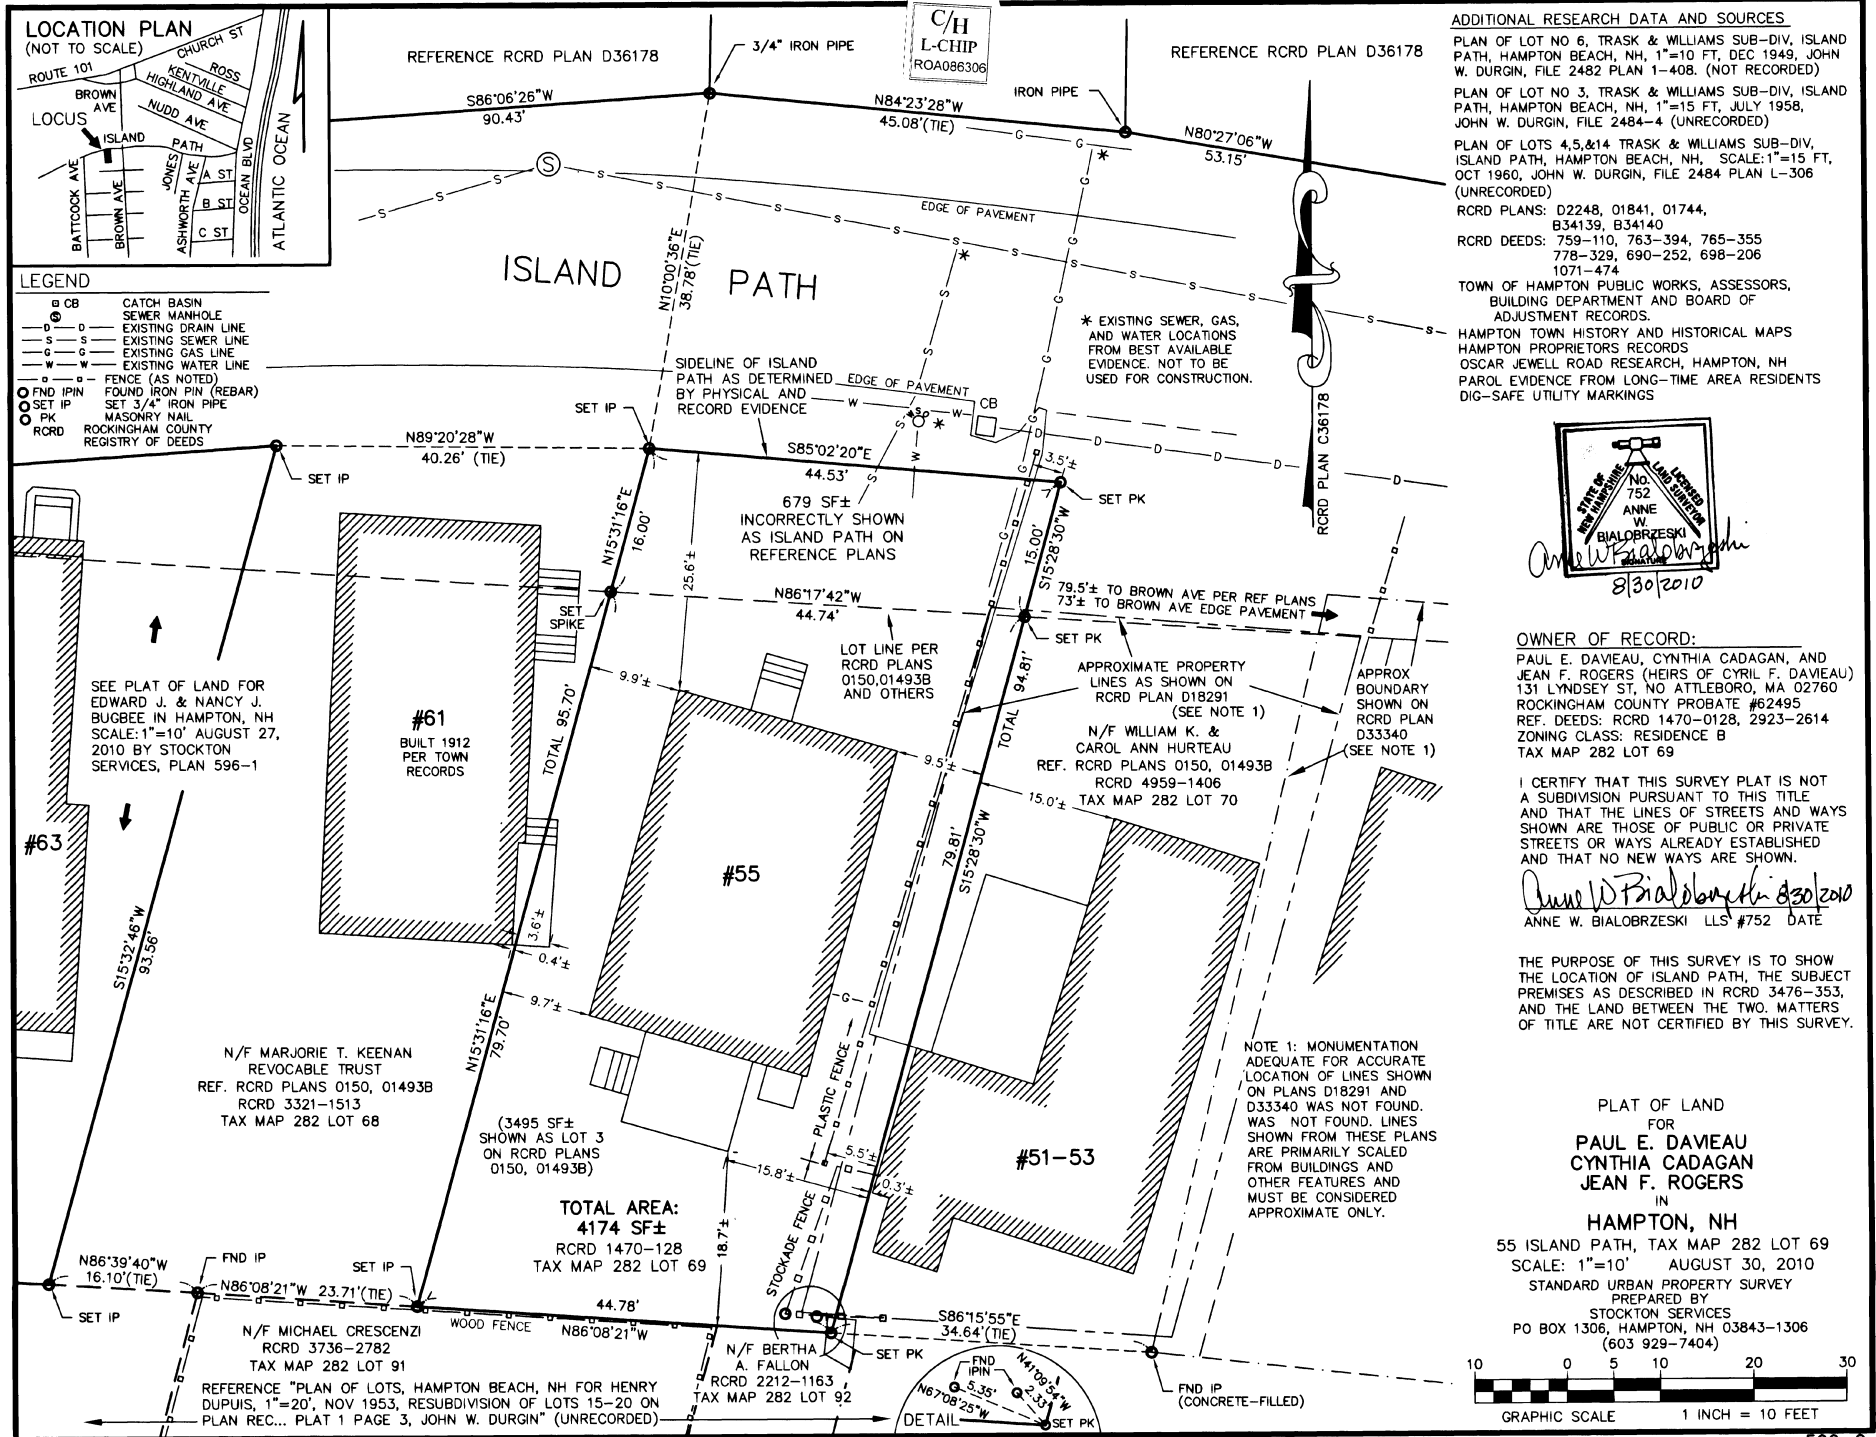 LOCATION PLAN
(NOT TO SCALE)
CHURCH ST
ROUTE 101
ROSS
KENTVILLE
HIGHLAND AVE
BROWN
AVE
NUDD AVE
LOCUS
ISLAND
PATH
JONES
ASHWORTH AVE
A ST
B ST
C ST
BATTCOCK AVE
BROWN AVE
OCEAN BLVD
ATLANTIC OCEAN
LEGEND
CB CATCH BASIN
S SEWER MANHOLE
D D EXISTING DRAIN LINE
S S EXISTING SEWER LINE
G G EXISTING GAS LINE
W W EXISTING WATER LINE
FENCE (AS NOTED)
FND IPIN FOUND IRON PIN (REBAR)
SET IP SET 3/4" IRON PIPE
PK MASONRY NAIL
RCRD ROCKINGHAM COUNTY
REGISTRY OF DEEDS
C/H
L-CHIP
ROA086306
REFERENCE RCRD PLAN D36178
3/4" IRON PIPE
REFERENCE RCRD PLAN D36178
IRON PIPE
S86°06'26"W
90.43'
N84°23'28"W
45.08'(TIE)
N80°27'06"W
53.15'
EDGE OF PAVEMENT
N10°00'36"E
38.78'(TIE)
ISLAND PATH
* EXISTING SEWER, GAS,
AND WATER LOCATIONS
FROM BEST AVAILABLE
EVIDENCE. NOT TO BE
USED FOR CONSTRUCTION.
SIDELINE OF ISLAND
PATH AS DETERMINED
BY PHYSICAL AND
RECORD EVIDENCE
EDGE OF PAVEMENT
CB
RCRD PLAN C36178
SET IP
N89°20'28"W
40.26' (TIE)
SET IP
S85°02'20"E
44.53'
3.5'±
SET PK
679 SF±
INCORRECTLY SHOWN
AS ISLAND PATH ON
REFERENCE PLANS
N15°31'16"E
16.00'
25.6'±
15.00'
S15°28'30"W
SET
SPIKE
N86°17'42"W
44.74'
79.5'± TO BROWN AVE PER REF PLANS
73'± TO BROWN AVE EDGE PAVEMENT
SET PK
LOT LINE PER
RCRD PLANS
0150,01493B
AND OTHERS
APPROXIMATE PROPERTY
LINES AS SHOWN ON
RCRD PLAN D18291
(SEE NOTE 1)
APPROX
BOUNDARY
SHOWN ON
RCRD PLAN
D33340
(SEE NOTE 1)
N/F WILLIAM K. &
CAROL ANN HURTEAU
REF. RCRD PLANS 0150, 01493B
RCRD 4959-1406
TAX MAP 282 LOT 70
SEE PLAT OF LAND FOR
EDWARD J. & NANCY J.
BUGBEE IN HAMPTON, NH
SCALE:1"=10' AUGUST 27,
2010 BY STOCKTON
SERVICES, PLAN 596-1
#61
BUILT 1912
PER TOWN
RECORDS
TOTAL 95.70'
9.9'±
TOTAL 94.81'
9.5'±
15.0'±
#63
#55
79.81'
S15°28'30"W
S15°32'46"W
93.56'
3.6'±
0.4'±
9.7'±
G
N15°31'16"E
79.70'
N/F MARJORIE T. KEENAN
REVOCABLE TRUST
REF. RCRD PLANS 0150, 01493B
RCRD 3321-1513
TAX MAP 282 LOT 68
(3495 SF±
SHOWN AS LOT 3
ON RCRD PLANS
0150, 01493B)
PLASTIC FENCE
5.5'±
15.8'±
0.3'±
#51-53
NOTE 1: MONUMENTATION
ADEQUATE FOR ACCURATE
LOCATION OF LINES SHOWN
ON PLANS D18291 AND
D33340 WAS NOT FOUND.
WAS NOT FOUND. LINES
SHOWN FROM THESE PLANS
ARE PRIMARILY SCALED
FROM BUILDINGS AND
OTHER FEATURES AND
MUST BE CONSIDERED
APPROXIMATE ONLY.
TOTAL AREA:
4174 SF±
RCRD 1470-128
TAX MAP 282 LOT 69
18.7'±
STOCKADE FENCE
N86°39'40"W
16.10'(TIE)
FND IP
SET IP
N86°08'21"W 23.71'(TIE)
SET IP
44.78'
WOOD FENCE
N86°08'21"W
S86°15'55"E
34.64'(TIE)
SET PK
N/F MICHAEL CRESCENZI
RCRD 3736-2782
TAX MAP 282 LOT 91
N/F BERTHA
A. FALLON
RCRD 2212-1163
TAX MAP 282 LOT 92
REFERENCE "PLAN OF LOTS, HAMPTON BEACH, NH FOR HENRY
DUPUIS, 1"=20', NOV 1953, RESUBDIVISION OF LOTS 15-20 ON
PLAN REC... PLAT 1 PAGE 3, JOHN W. DURGIN" (UNRECORDED)
FND
IPIN
5.35'
N67°08'25"W
N41°09'54"W
2.33'
DETAIL
SET PK
FND IP
(CONCRETE-FILLED)
ADDITIONAL RESEARCH DATA AND SOURCES
PLAN OF LOT NO 6, TRASK & WILLIAMS SUB-DIV, ISLAND
PATH, HAMPTON BEACH, NH, 1"=10 FT, DEC 1949, JOHN
W. DURGIN, FILE 2482 PLAN 1-408. (NOT RECORDED)
PLAN OF LOT NO 3, TRASK & WILLIAMS SUB-DIV, ISLAND
PATH, HAMPTON BEACH, NH, 1"=15 FT, JULY 1958,
JOHN W. DURGIN, FILE 2484-4 (UNRECORDED)
PLAN OF LOTS 4,5,&14 TRASK & WILLIAMS SUB-DIV,
ISLAND PATH, HAMPTON BEACH, NH, SCALE:1"=15 FT,
OCT 1960, JOHN W. DURGIN, FILE 2484 PLAN L-306
(UNRECORDED)
RCRD PLANS: D2248, 01841, 01744,
B34139, B34140
RCRD DEEDS: 759-110, 763-394, 765-355
778-329, 690-252, 698-206
1071-474
TOWN OF HAMPTON PUBLIC WORKS, ASSESSORS,
BUILDING DEPARTMENT AND BOARD OF
ADJUSTMENT RECORDS.
HAMPTON TOWN HISTORY AND HISTORICAL MAPS
HAMPTON PROPRIETORS RECORDS
OSCAR JEWELL ROAD RESEARCH, HAMPTON, NH
PAROL EVIDENCE FROM LONG-TIME AREA RESIDENTS
DIG-SAFE UTILITY MARKINGS
STATE OF
NEW HAMPSHIRE
LICENSED
LAND SURVEYOR
No.
752
ANNE
W.
BIALOBRZESKI
SIGNATURE
Anne W Bialobrzeski
8/30/2010
OWNER OF RECORD:
PAUL E. DAVIEAU, CYNTHIA CADAGAN, AND
JEAN F. ROGERS (HEIRS OF CYRIL F. DAVIEAU)
131 LYNDSEY ST, NO ATTLEBORO, MA 02760
ROCKINGHAM COUNTY PROBATE #62495
REF. DEEDS: RCRD 1470-0128, 2923-2614
ZONING CLASS: RESIDENCE B
TAX MAP 282 LOT 69
I CERTIFY THAT THIS SURVEY PLAT IS NOT
A SUBDIVISION PURSUANT TO THIS TITLE
AND THAT THE LINES OF STREETS AND WAYS
SHOWN ARE THOSE OF PUBLIC OR PRIVATE
STREETS OR WAYS ALREADY ESTABLISHED
AND THAT NO NEW WAYS ARE SHOWN.
Anne W Bialobrzeski 8/30/2010
ANNE W. BIALOBRZESKI LLS #752 DATE
THE PURPOSE OF THIS SURVEY IS TO SHOW
THE LOCATION OF ISLAND PATH, THE SUBJECT
PREMISES AS DESCRIBED IN RCRD 3476-353,
AND THE LAND BETWEEN THE TWO. MATTERS
OF TITLE ARE NOT CERTIFIED BY THIS SURVEY.
PLAT OF LAND
FOR
PAUL E. DAVIEAU
CYNTHIA CADAGAN
JEAN F. ROGERS
IN
HAMPTON, NH
55 ISLAND PATH, TAX MAP 282 LOT 69
SCALE: 1"=10' AUGUST 30, 2010
STANDARD URBAN PROPERTY SURVEY
PREPARED BY
STOCKTON SERVICES
PO BOX 1306, HAMPTON, NH 03843-1306
(603 929-7404)
10 0 5 10 20 30
GRAPHIC SCALE 1 INCH = 10 FEET